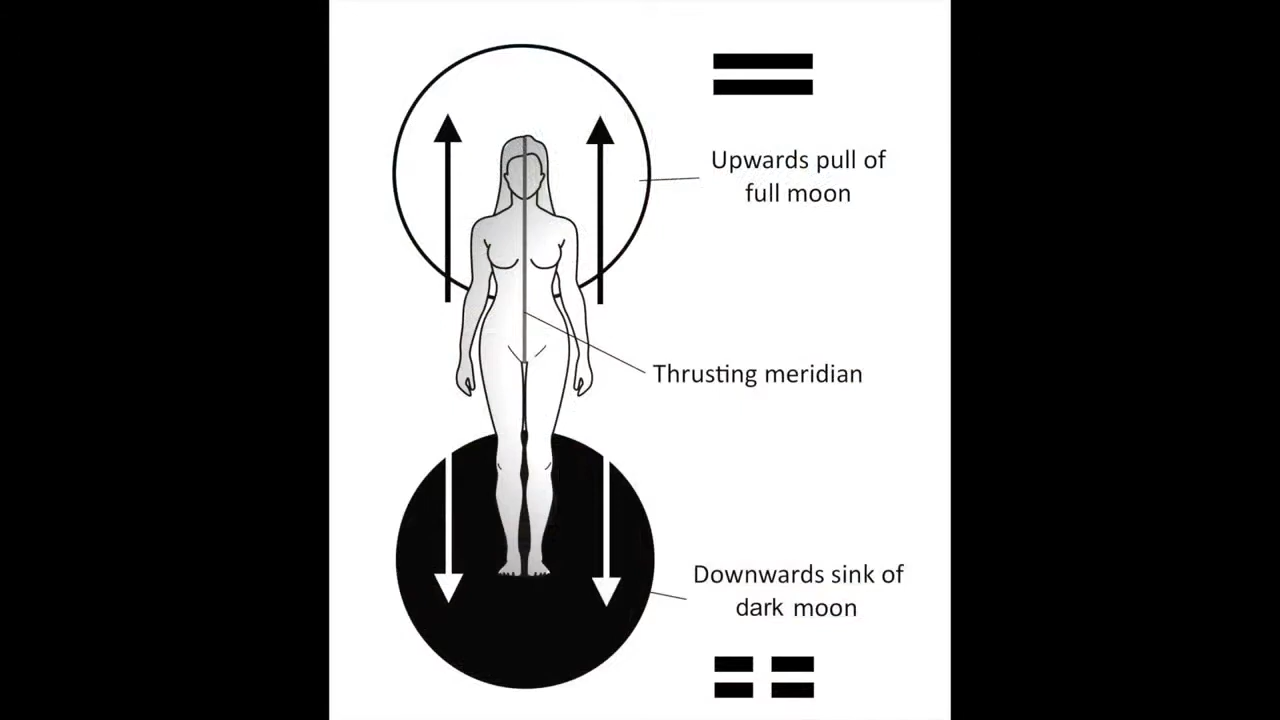 Upwards pull of
full moon
Thrusting meridian
Downwards sink of
dark moon